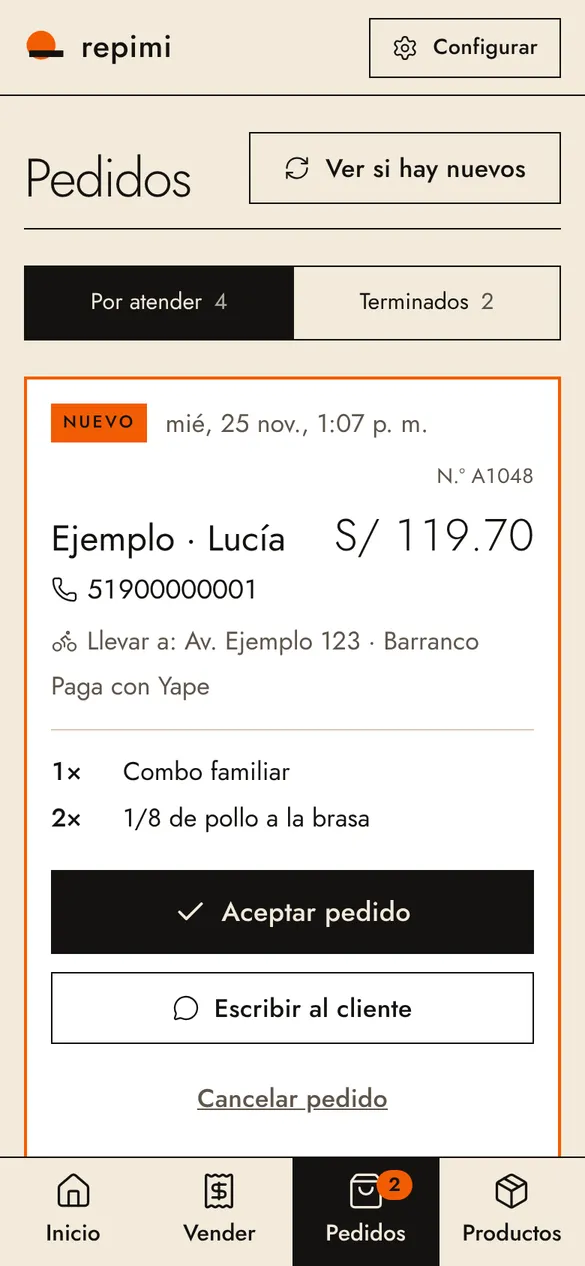 repimi
Configurar
Pedidos
Ver si hay nuevos
Por atender 4
Terminados 2
NUEVO mié, 25 nov., 1:07 p. m.
N.° A1048
Ejemplo · Lucía S/ 119.70
51900000001
Llevar a: Av. Ejemplo 123 · Barranco
Paga con Yape
1× Combo familiar
2× 1/8 de pollo a la brasa
Aceptar pedido
Escribir al cliente
Cancelar pedido
2
Inicio Vender Pedidos Productos